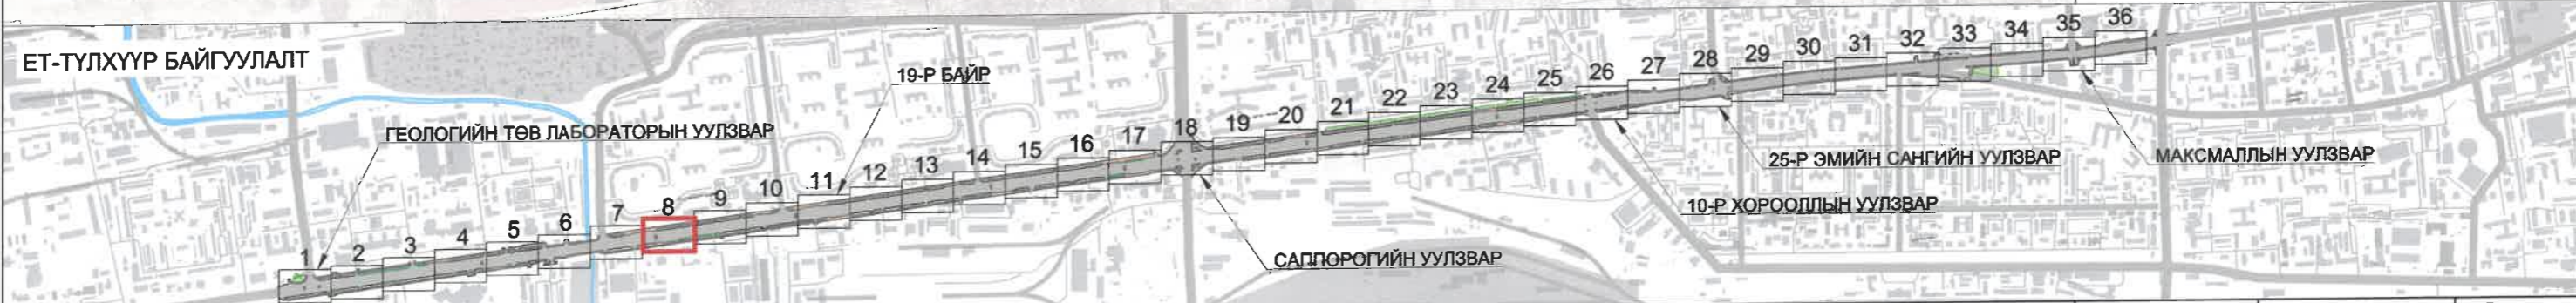 ЕТ-ТҮЛХҮҮР БАЙГУУЛАЛТ
ГЕОЛОГИЙН ТӨВ ЛАБОРАТОРЫН УУЛЗВАР
19-Р БАЙР
САППОРОГИЙН УУЛЗВАР
10-Р ХОРООЛЛЫН УУЛЗВАР
25-Р ЭМИЙН САНГИЙН УУЛЗВАР
МАКСМАЛЛЫН УУЛЗВАР
1 2 3 4 5 6 7 8 9 10 11 12 13 14 15 16 17 18 19 20 21 22 23 24 25 26 27 28 29 30 31 32 33 34 35 36